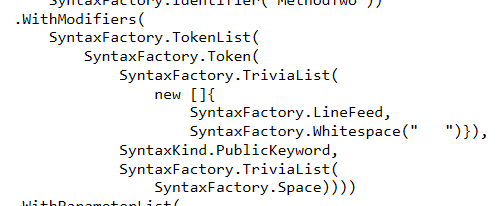 SyntaxFactory.Identifier("MethodTwo"))
.WithModifiers(
SyntaxFactory.TokenList(
SyntaxFactory.Token(
SyntaxFactory.TriviaList(
new []{
SyntaxFactory.LineFeed,
SyntaxFactory.Whitespace("   ")}),
SyntaxKind.PublicKeyword,
SyntaxFactory.TriviaList(
SyntaxFactory.Space))))
.WithParameterList(